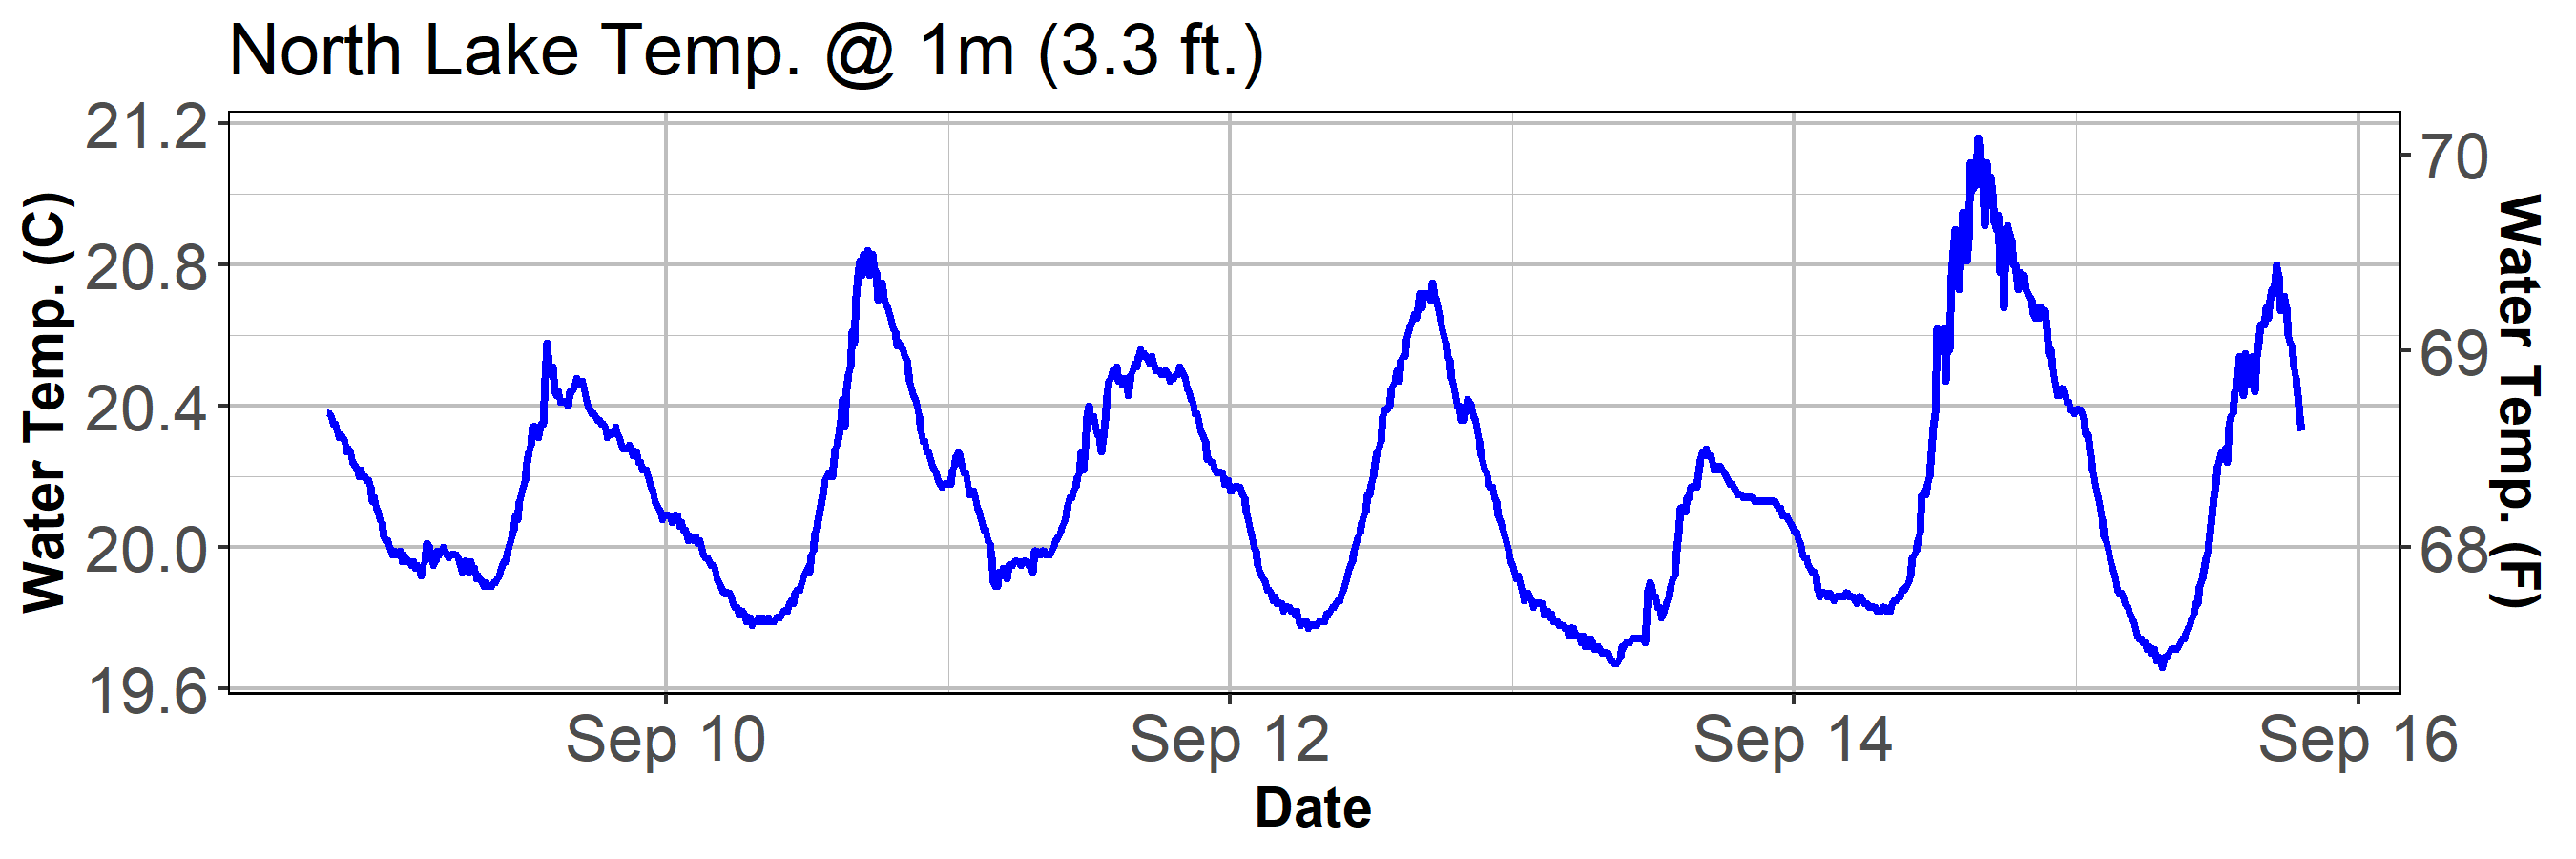 North Lake Temp. @ 1m (3.3 ft.)
Water Temp. (C)
21.2
20.8
20.4
20.0
19.6
70
69
68
Water Temp. (F)
Sep 10 Sep 12 Sep 14 Sep 16
Date